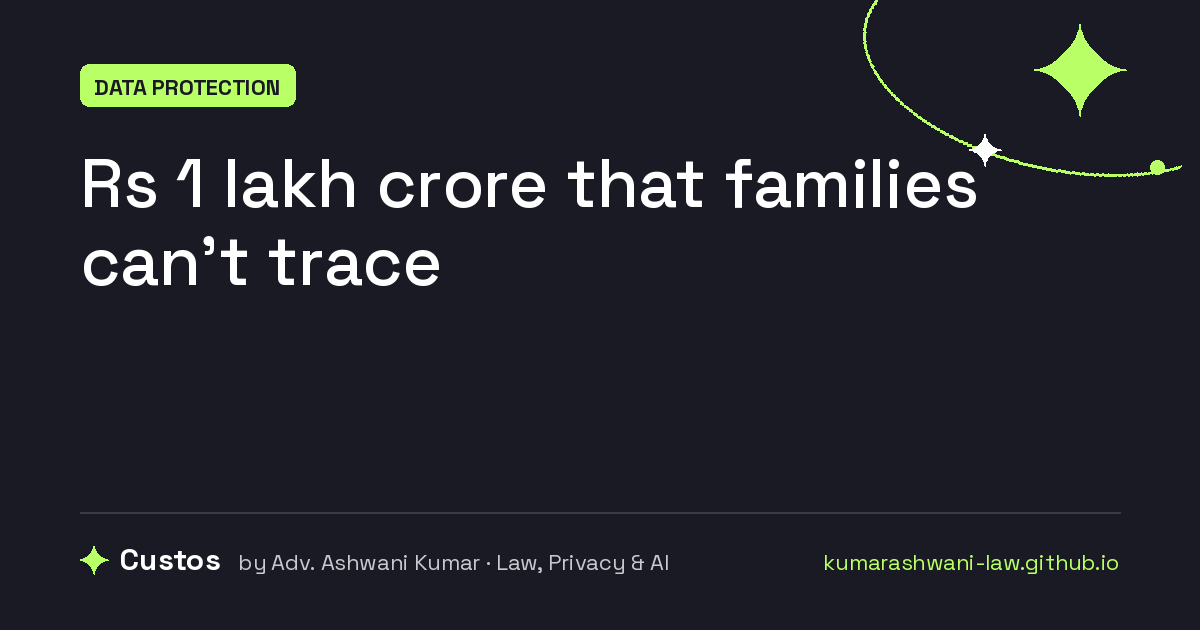 DATA PROTECTION
Rs 1 lakh crore that families
can’t trace
Custos by Adv. Ashwani Kumar · Law, Privacy & AI kumarashwani-law.github.io